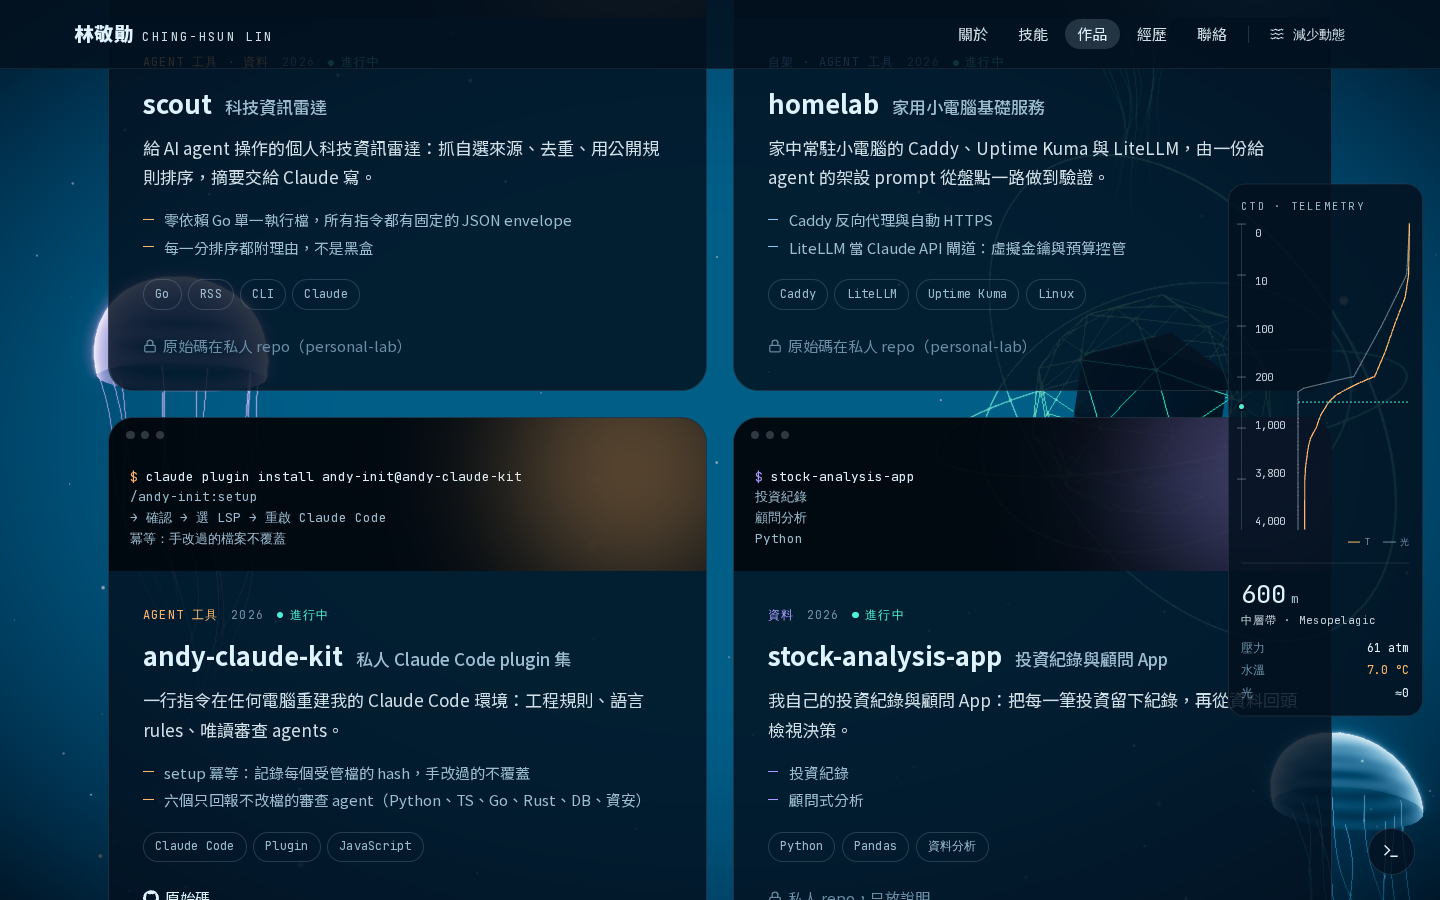 林敬勛 CHING-HSUN LIN
關於 技能 作品 經歷 聯絡 減少動態
AGENT 工具 · 資料 2026 進行中
scout 科技資訊雷達
給 AI agent 操作的個人科技資訊雷達：抓自選來源、去重、用公開規
則排序，摘要交給 Claude 寫。
零依賴 Go 單一執行檔，所有指令都有固定的 JSON envelope
每一分排序都附理由，不是黑盒
Go RSS CLI Claude
原始碼在私人 repo（personal-lab）
自架 · AGENT 工具 2026 進行中
homelab 家用小電腦基礎服務
家中常駐小電腦的 Caddy、Uptime Kuma 與 LiteLLM，由一份給
agent 的架設 prompt 從盤點一路做到驗證。
Caddy 反向代理與自動 HTTPS
LiteLLM 當 Claude API 閘道：虛擬金鑰與預算控管
Caddy LiteLLM Uptime Kuma Linux
原始碼在私人 repo（personal-lab）
$ claude plugin install andy-init@andy-claude-kit
/andy-init:setup
→ 確認 → 選 LSP → 重啟 Claude Code
冪等：手改過的檔案不覆蓋
AGENT 工具 2026 進行中
andy-claude-kit 私人 Claude Code plugin 集
一行指令在任何電腦重建我的 Claude Code 環境：工程規則、語言
rules、唯讀審查 agents。
setup 冪等：記錄每個受管檔的 hash，手改過的不覆蓋
六個只回報不改檔的審查 agent（Python、TS、Go、Rust、DB、資安）
Claude Code Plugin JavaScript
原始碼
$ stock-analysis-app
投資紀錄
顧問分析
Python
資料 2026 進行中
stock-analysis-app 投資紀錄與顧問 App
我自己的投資紀錄與顧問 App：把每一筆投資留下紀錄，再從資料回頭
檢視決策。
投資紀錄
顧問式分析
Python Pandas 資料分析
私人 repo，只放說明
CTD · TELEMETRY
0
10
100
200
1,000
3,800
4,000
T 光
600 m
中層帶 · Mesopelagic
壓力 61 atm
水溫 7.0 °C
光 ≈0